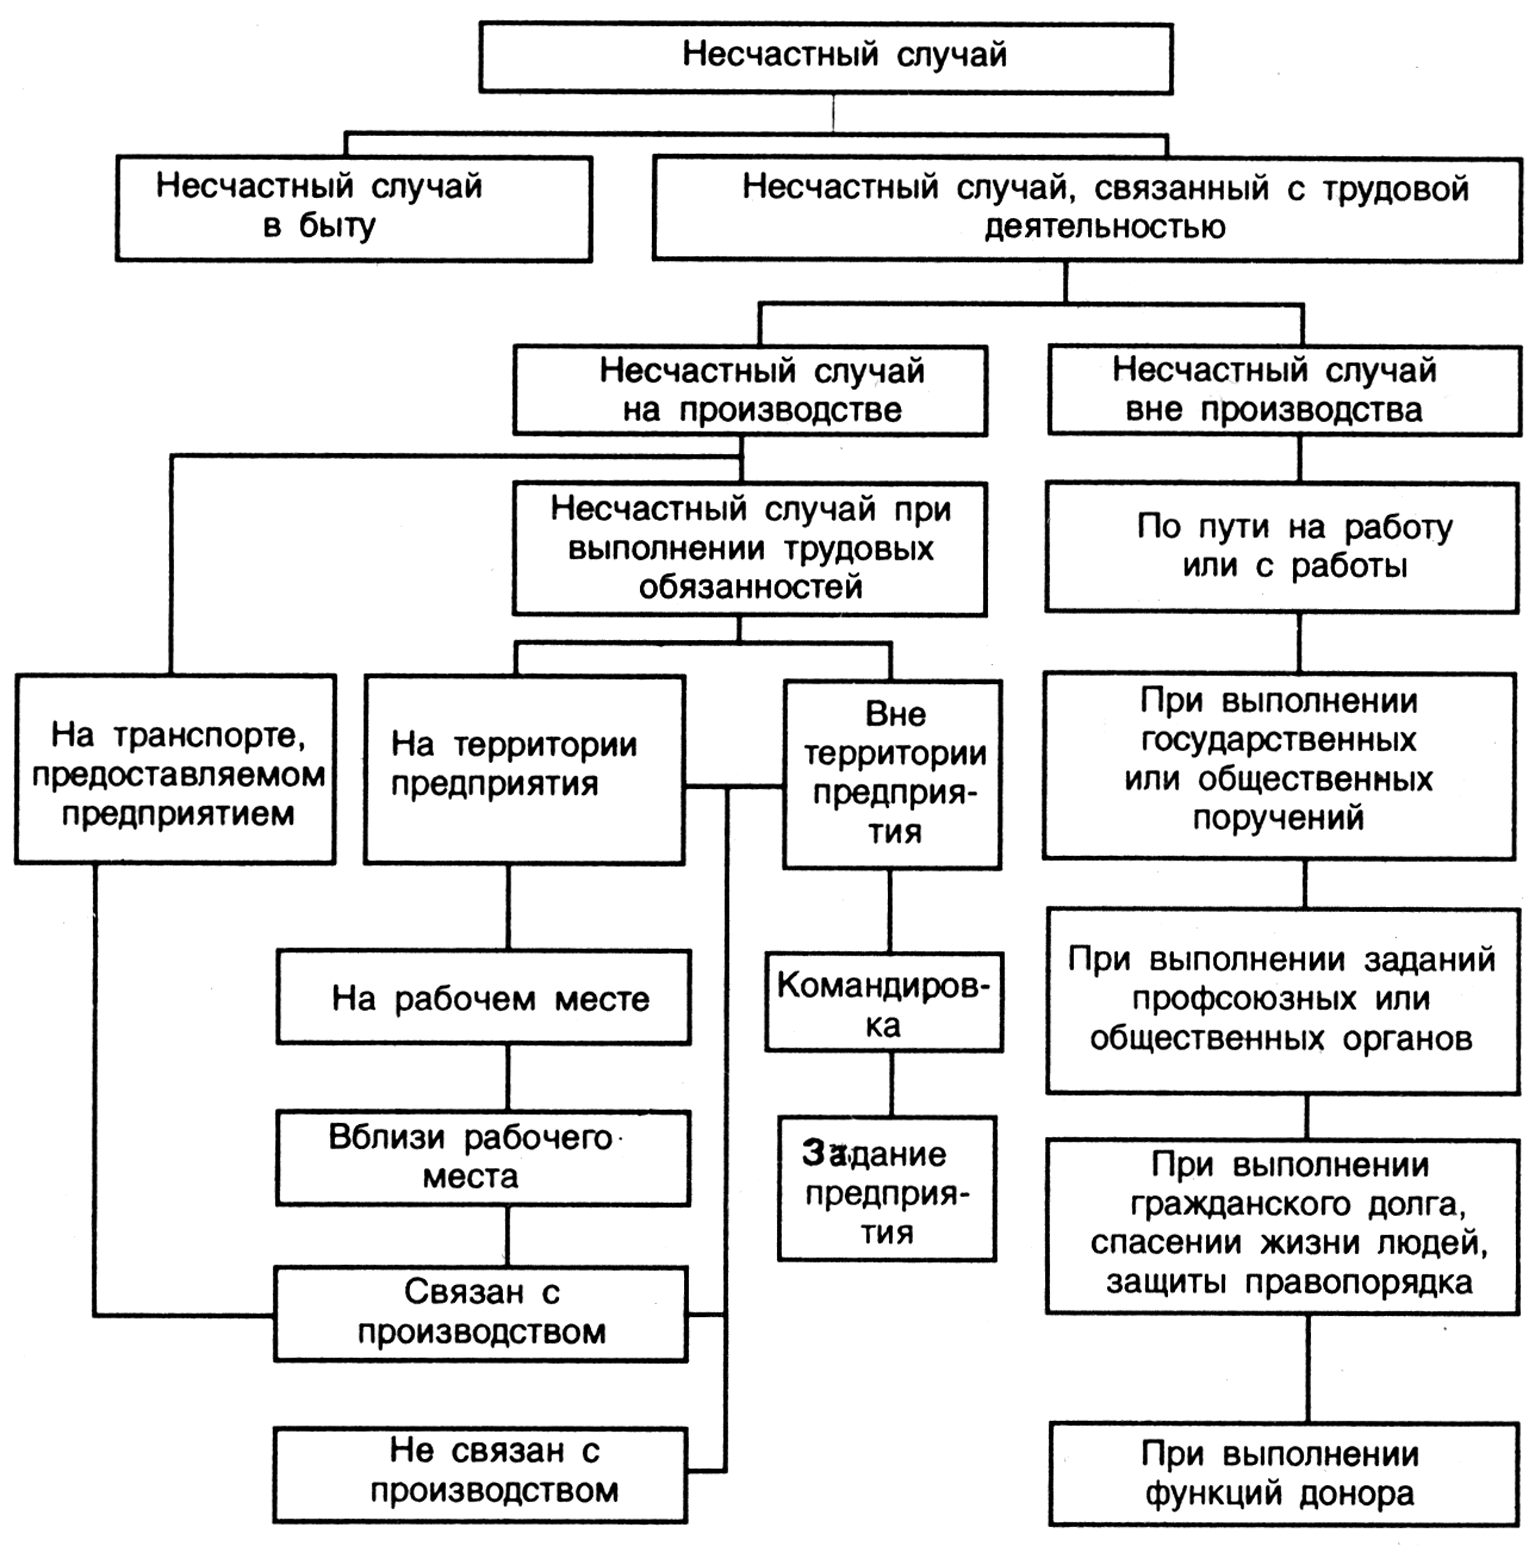 Несчастный случай
Несчастный случай
в быту
Несчастный случай, связанный с трудовой
деятельностью
Несчастный случай
на производстве
Несчастный случай
вне производства
Несчастный случай при
выполнении трудовых
обязанностей
По пути на работу
или с работы
На транспорте,
предоставляемом
предприятием
На территории
предприятия
Вне
территории
предприя-
тия
При выполнении
государственных
или общественных
поручений
На рабочем месте
Командиров-
ка
При выполнении заданий
профсоюзных или
общественных органов
Вблизи рабочего
места
Задание
предприя-
тия
При выполнении
гражданского долга,
спасении жизни людей,
защиты правопорядка
Связан с
производством
Не связан с
производством
При выполнении
функций донора